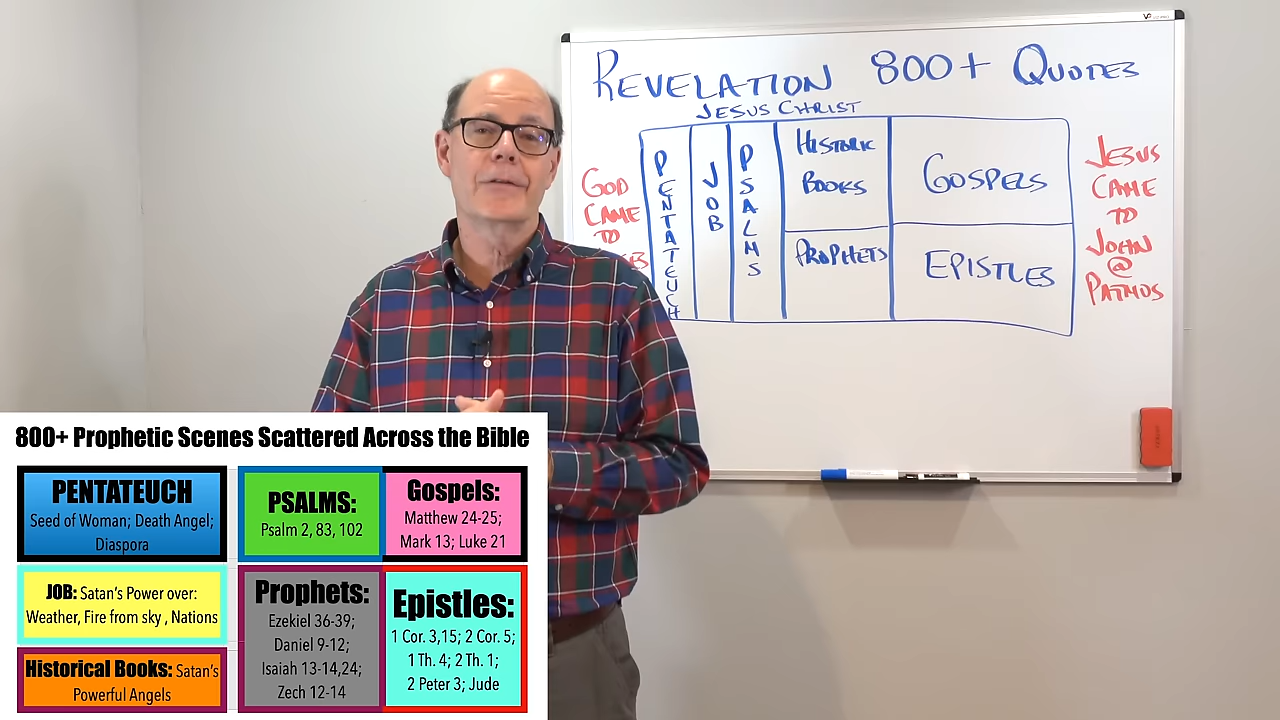 REVELATION 800+ QUOTES
JESUS CHRIST
GOD
CAME
TO
PENTATEUCH
JOB
PSALMS
HISTORIC
BOOKS
PROPHETS
GOSPELS
EPISTLES
JESUS
CAME
TO
JOHN
@
PATMOS
800+ Prophetic Scenes Scattered Across the Bible
PENTATEUCH
Seed of Woman; Death Angel;
Diaspora
JOB: Satan's Power over:
Weather, Fire from sky , Nations
Historical Books: Satan's
Powerful Angels
PSALMS:
Psalm 2, 83, 102
Prophets:
Ezekiel 36-39;
Daniel 9-12;
Isaiah 13-14,24;
Zech 12-14
Gospels:
Matthew 24-25;
Mark 13; Luke 21
Epistles:
1 Cor. 3,15; 2 Cor. 5;
1 Th. 4; 2 Th. 1;
2 Peter 3; Jude